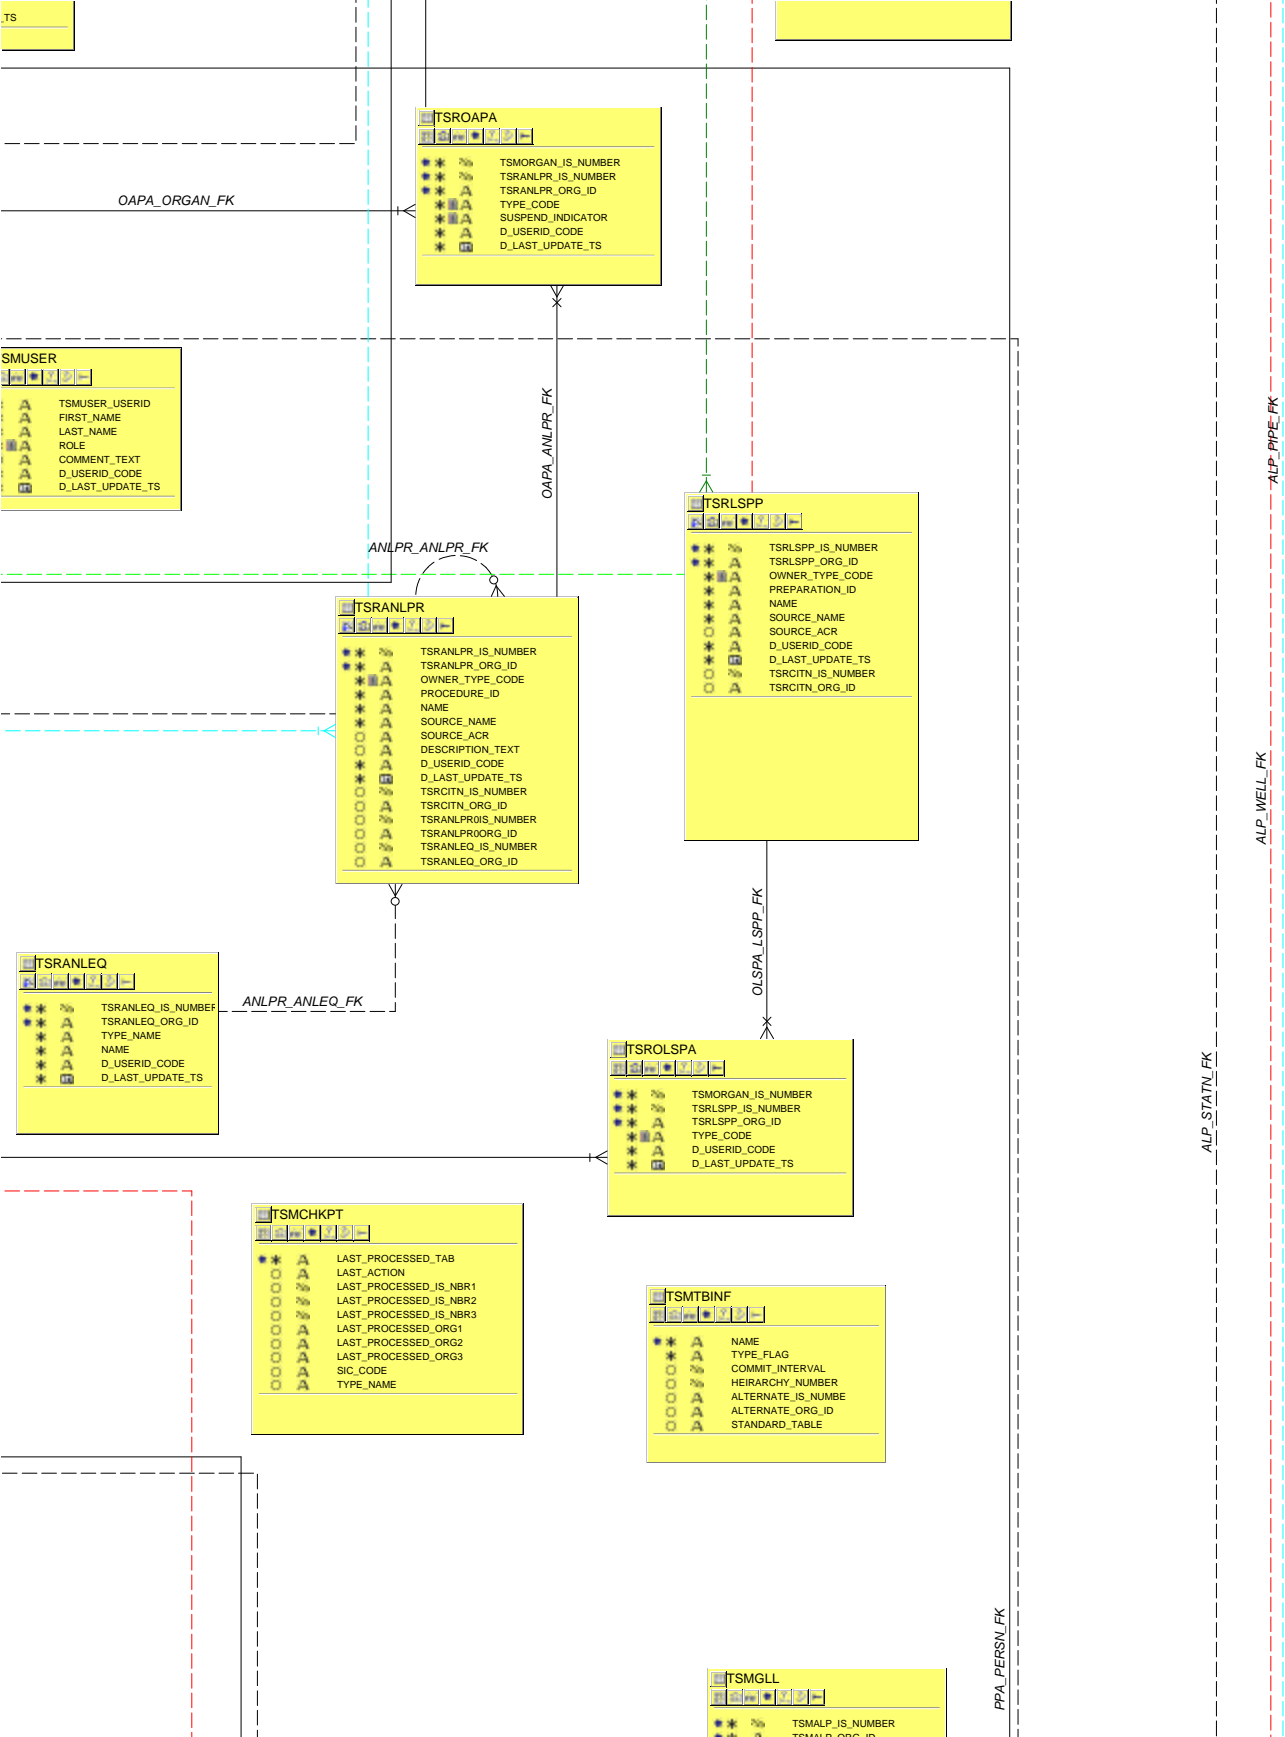 _TS
TSROAPA
TSMORGAN_IS_NUMBER
TSRANLPR_IS_NUMBER
TSRANLPR_ORG_ID
TYPE_CODE
SUSPEND_INDICATOR
D_USERID_CODE
D_LAST_UPDATE_TS
OAPA_ORGAN_FK
SMUSER
TSMUSER_USERID
FIRST_NAME
LAST_NAME
ROLE
COMMENT_TEXT
D_USERID_CODE
D_LAST_UPDATE_TS
OAPA_ANLPR_FK
ALP_PIPE_FK
TSRLSPP
TSRLSPP_IS_NUMBER
TSRLSPP_ORG_ID
OWNER_TYPE_CODE
PREPARATION_ID
NAME
SOURCE_NAME
SOURCE_ACR
D_USERID_CODE
D_LAST_UPDATE_TS
TSRCITN_IS_NUMBER
TSRCITN_ORG_ID
ANLPR_ANLPR_FK
TSRANLPR
TSRANLPR_IS_NUMBER
TSRANLPR_ORG_ID
OWNER_TYPE_CODE
PROCEDURE_ID
NAME
SOURCE_NAME
SOURCE_ACR
DESCRIPTION_TEXT
D_USERID_CODE
D_LAST_UPDATE_TS
TSRCITN_IS_NUMBER
TSRCITN_ORG_ID
TSRANLPR0IS_NUMBER
TSRANLPR0ORG_ID
TSRANLEQ_IS_NUMBER
TSRANLEQ_ORG_ID
ALP_WELL_FK
OLSPA_LSPP_FK
TSRANLEQ
TSRANLEQ_IS_NUMBER
TSRANLEQ_ORG_ID
TYPE_NAME
NAME
D_USERID_CODE
D_LAST_UPDATE_TS
ANLPR_ANLEQ_FK
TSROLSPA
TSMORGAN_IS_NUMBER
TSRLSPP_IS_NUMBER
TSRLSPP_ORG_ID
TYPE_CODE
D_USERID_CODE
D_LAST_UPDATE_TS
ALP_STATN_FK
TSMCHKPT
LAST_PROCESSED_TAB
LAST_ACTION
LAST_PROCESSED_IS_NBR1
LAST_PROCESSED_IS_NBR2
LAST_PROCESSED_IS_NBR3
LAST_PROCESSED_ORG1
LAST_PROCESSED_ORG2
LAST_PROCESSED_ORG3
SIC_CODE
TYPE_NAME
TSMTBINF
NAME
TYPE_FLAG
COMMIT_INTERVAL
HEIRARCHY_NUMBER
ALTERNATE_IS_NUMBE
ALTERNATE_ORG_ID
STANDARD_TABLE
PPA_PERSN_FK
TSMGLL
TSMALP_IS_NUMBER
TSMALP_ORG_ID